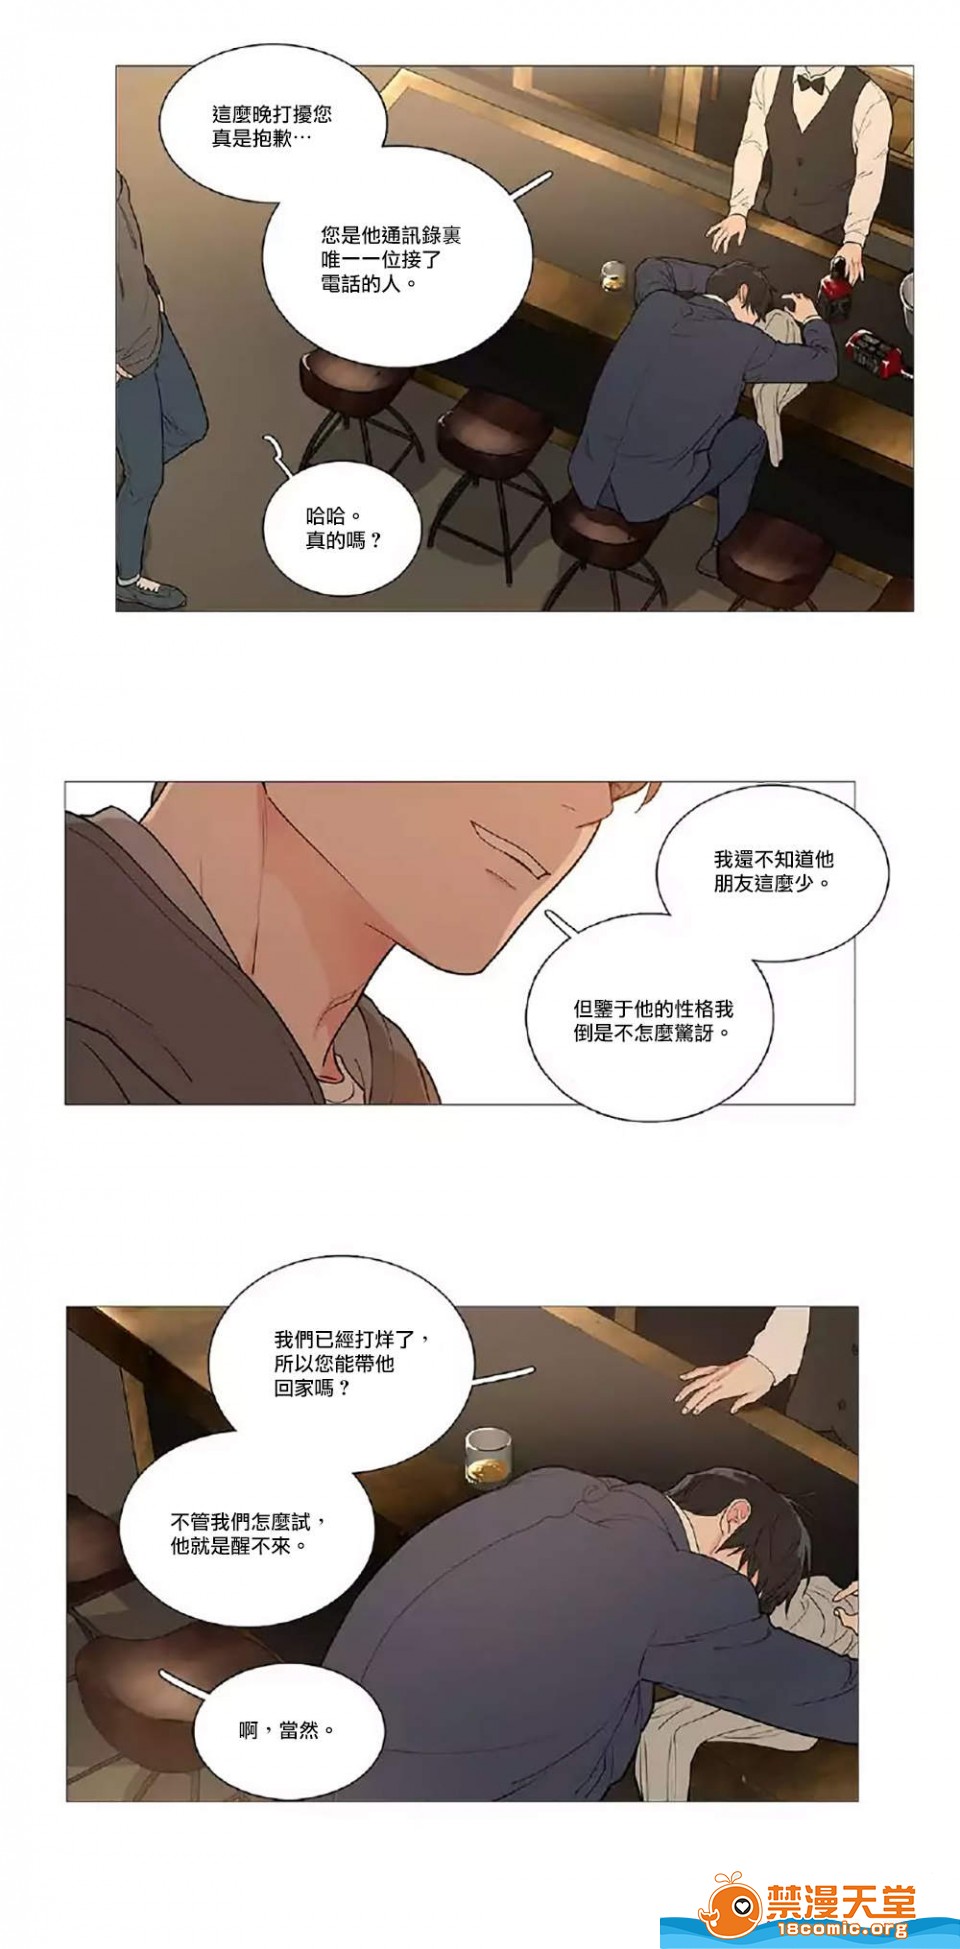 這麼晚打擾您
真是抱歉…
您是他通訊錄裏
唯一一位接了
電話的人。
哈哈。
真的嗎？
我還不知道他
朋友這麼少。
但鑒于他的性格我
倒是不怎麼驚訝。
我們已經打烊了，
所以您能帶他
回家嗎？
不管我們怎麼試，
他就是醒不來。
啊，當然。
禁漫天堂
18comic.org